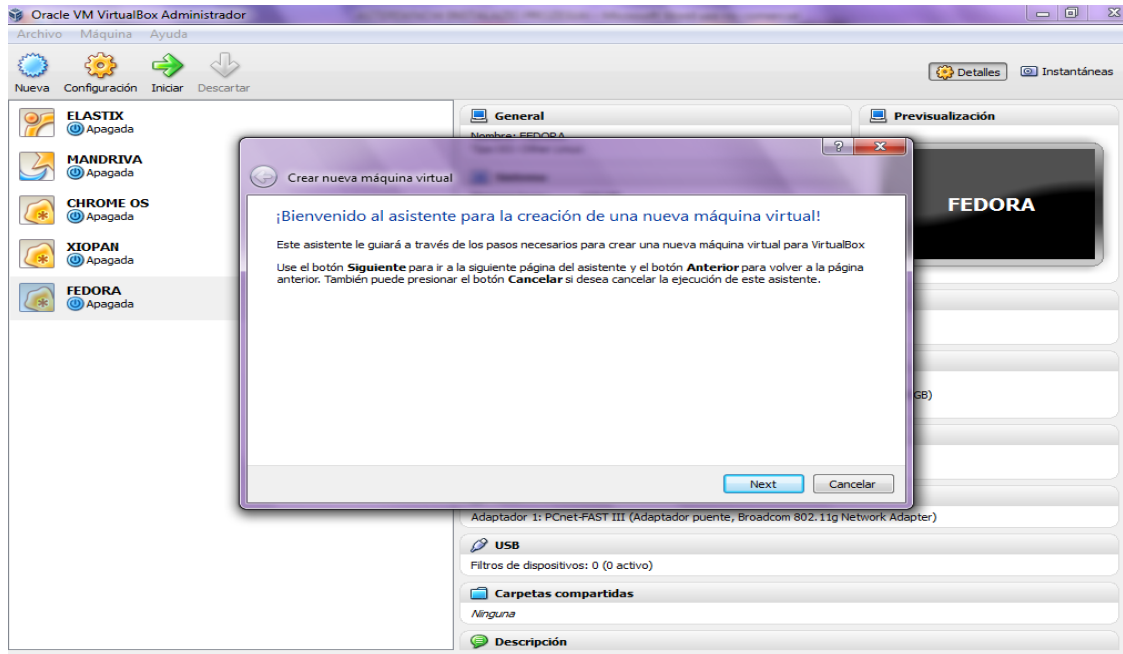 Oracle VM VirtualBox Administrador
Archivo Máquina Ayuda
Nueva Configuración Iniciar Descartar
Detalles Instantáneas
ELASTIX
Apagada
MANDRIVA
Apagada
CHROME OS
Apagada
XIOPAN
Apagada
FEDORA
Apagada
General
Nombre: FEDORA
Previsualización
FEDORA
Crear nueva máquina virtual
¡Bienvenido al asistente para la creación de una nueva máquina virtual!
Este asistente le guiará a través de los pasos necesarios para crear una nueva máquina virtual para VirtualBox
Use el botón Siguiente para ir a la siguiente página del asistente y el botón Anterior para volver a la página
anterior. También puede presionar el botón Cancelar si desea cancelar la ejecución de este asistente.
GB)
Next Cancelar
Adaptador 1: PCnet-FAST III (Adaptador puente, Broadcom 802.11g Network Adapter)
USB
Filtros de dispositivos: 0 (0 activo)
Carpetas compartidas
Ninguna
Descripción